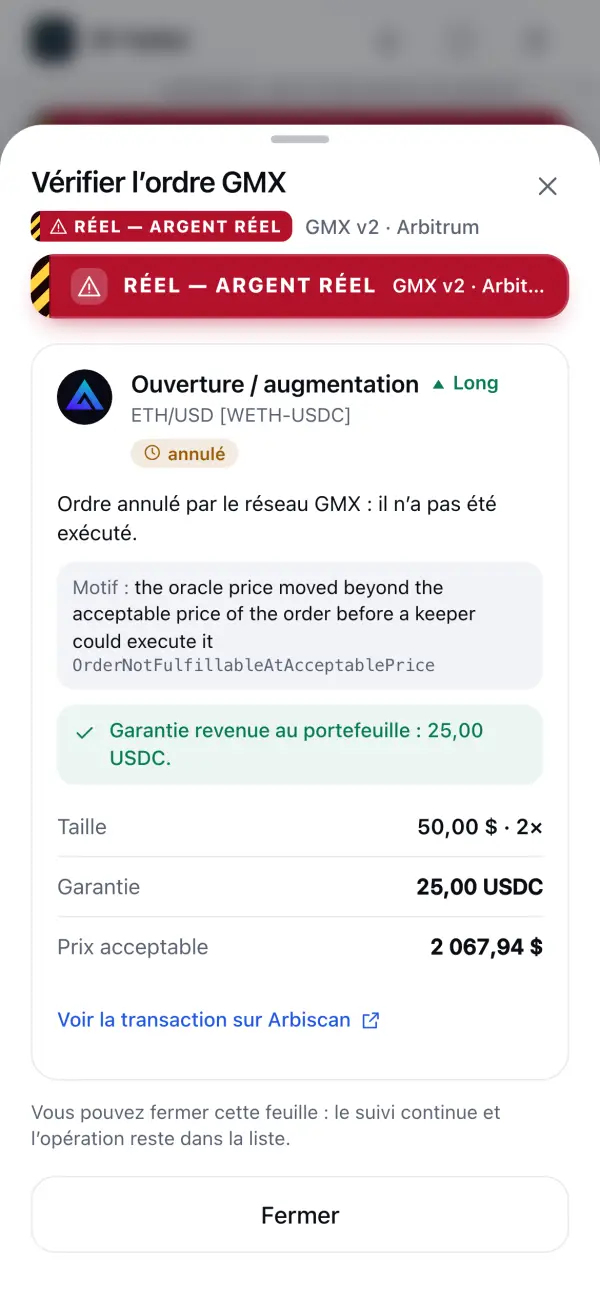 Vérifier l’ordre GMX
RÉEL — ARGENT RÉEL GMX v2 · Arbitrum
RÉEL — ARGENT RÉEL GMX v2 · Arbit...
Ouverture / augmentation ▲ Long
ETH/USD [WETH-USDC]
annulé
Ordre annulé par le réseau GMX : il n’a pas été
exécuté.
Motif : the oracle price moved beyond the
acceptable price of the order before a keeper
could execute it
OrderNotFulfillableAtAcceptablePrice
Garantie revenue au portefeuille : 25,00
USDC.
Taille 50,00 $ · 2×
Garantie 25,00 USDC
Prix acceptable 2 067,94 $
Voir la transaction sur Arbiscan
Vous pouvez fermer cette feuille : le suivi continue et
l’opération reste dans la liste.
Fermer